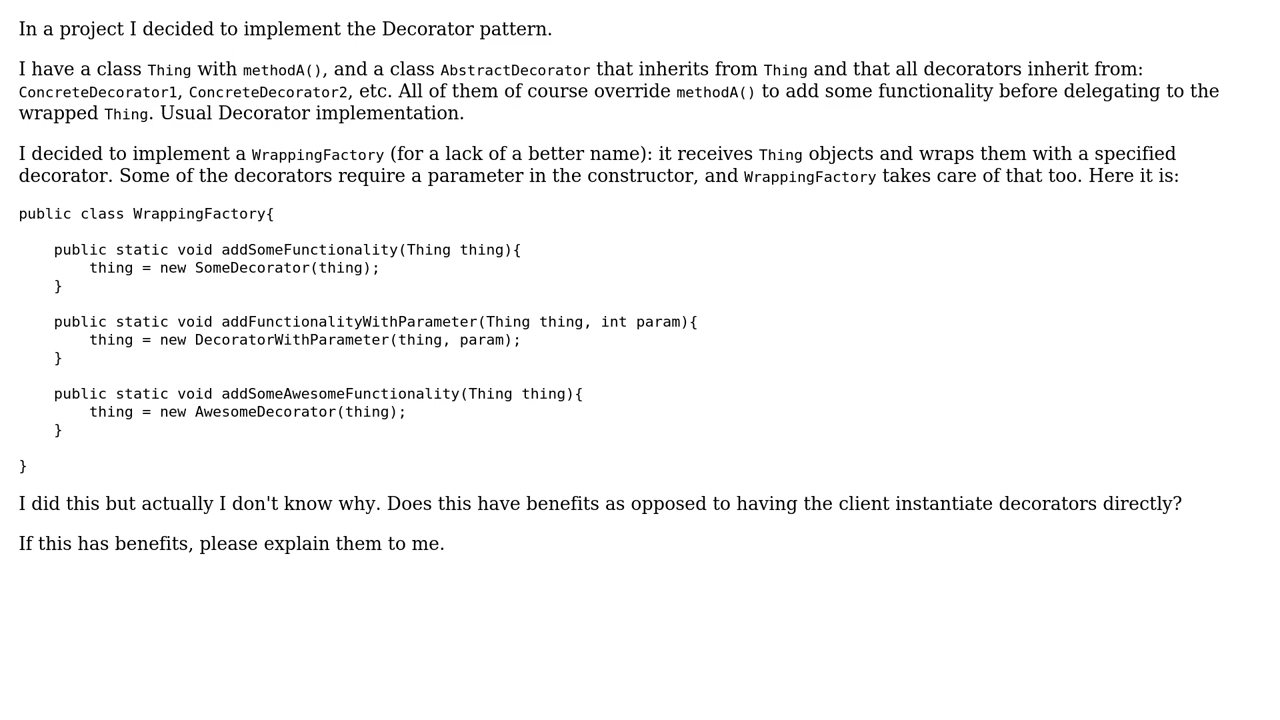 In a project I decided to implement the Decorator pattern.
I have a class Thing with methodA(), and a class AbstractDecorator that inherits from Thing and that all decorators inherit from:
ConcreteDecorator1, ConcreteDecorator2, etc. All of them of course override methodA() to add some functionality before delegating to the
wrapped Thing. Usual Decorator implementation.
I decided to implement a WrappingFactory (for a lack of a better name): it receives Thing objects and wraps them with a specified
decorator. Some of the decorators require a parameter in the constructor, and WrappingFactory takes care of that too. Here it is:
public class WrappingFactory{
    public static void addSomeFunctionality(Thing thing){
        thing = new SomeDecorator(thing);
    }
    public static void addFunctionalityWithParameter(Thing thing, int param){
        thing = new DecoratorWithParameter(thing, param);
    }
    public static void addSomeAwesomeFunctionality(Thing thing){
        thing = new AwesomeDecorator(thing);
    }
}
I did this but actually I don't know why. Does this have benefits as opposed to having the client instantiate decorators directly?
If this has benefits, please explain them to me.